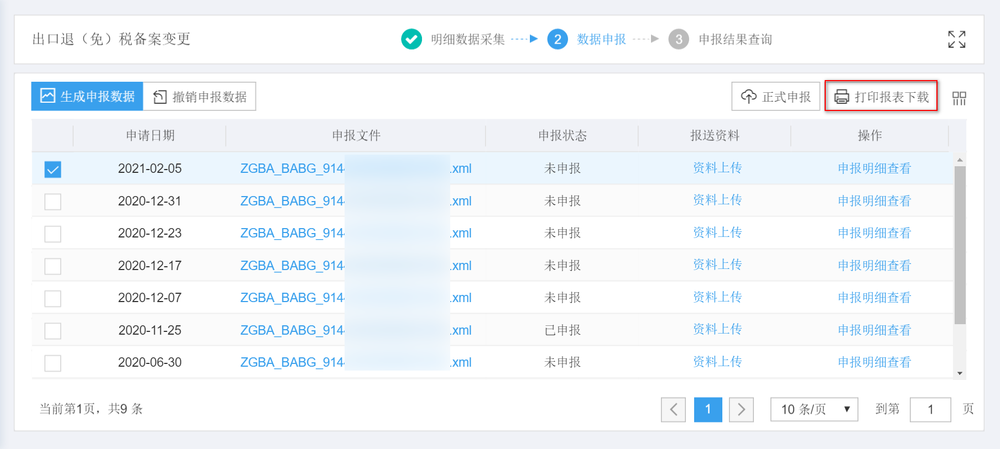 出口退（免）税备案变更 明细数据采集 2 数据申报 3 申报结果查询
生成申报数据 撤销申报数据 正式申报 打印报表下载
申请日期 申报文件 申报状态 报送资料 操作
2021-02-05 ZGBA_BABG_914 .xml 未申报 资料上传 申报明细查看
2020-12-31 ZGBA_BABG_914 .xml 未申报 资料上传 申报明细查看
2020-12-23 ZGBA_BABG_914 .xml 未申报 资料上传 申报明细查看
2020-12-17 ZGBA_BABG_914 .xml 未申报 资料上传 申报明细查看
2020-12-07 ZGBA_BABG_914 .xml 未申报 资料上传 申报明细查看
2020-11-25 ZGBA_BABG_914 .xml 已申报 资料上传 申报明细查看
2020-06-30 ZGBA_BABG_914 .xml 未申报 资料上传 申报明细查看
当前第1页，共9 条 1 10 条/页 到第 1 页